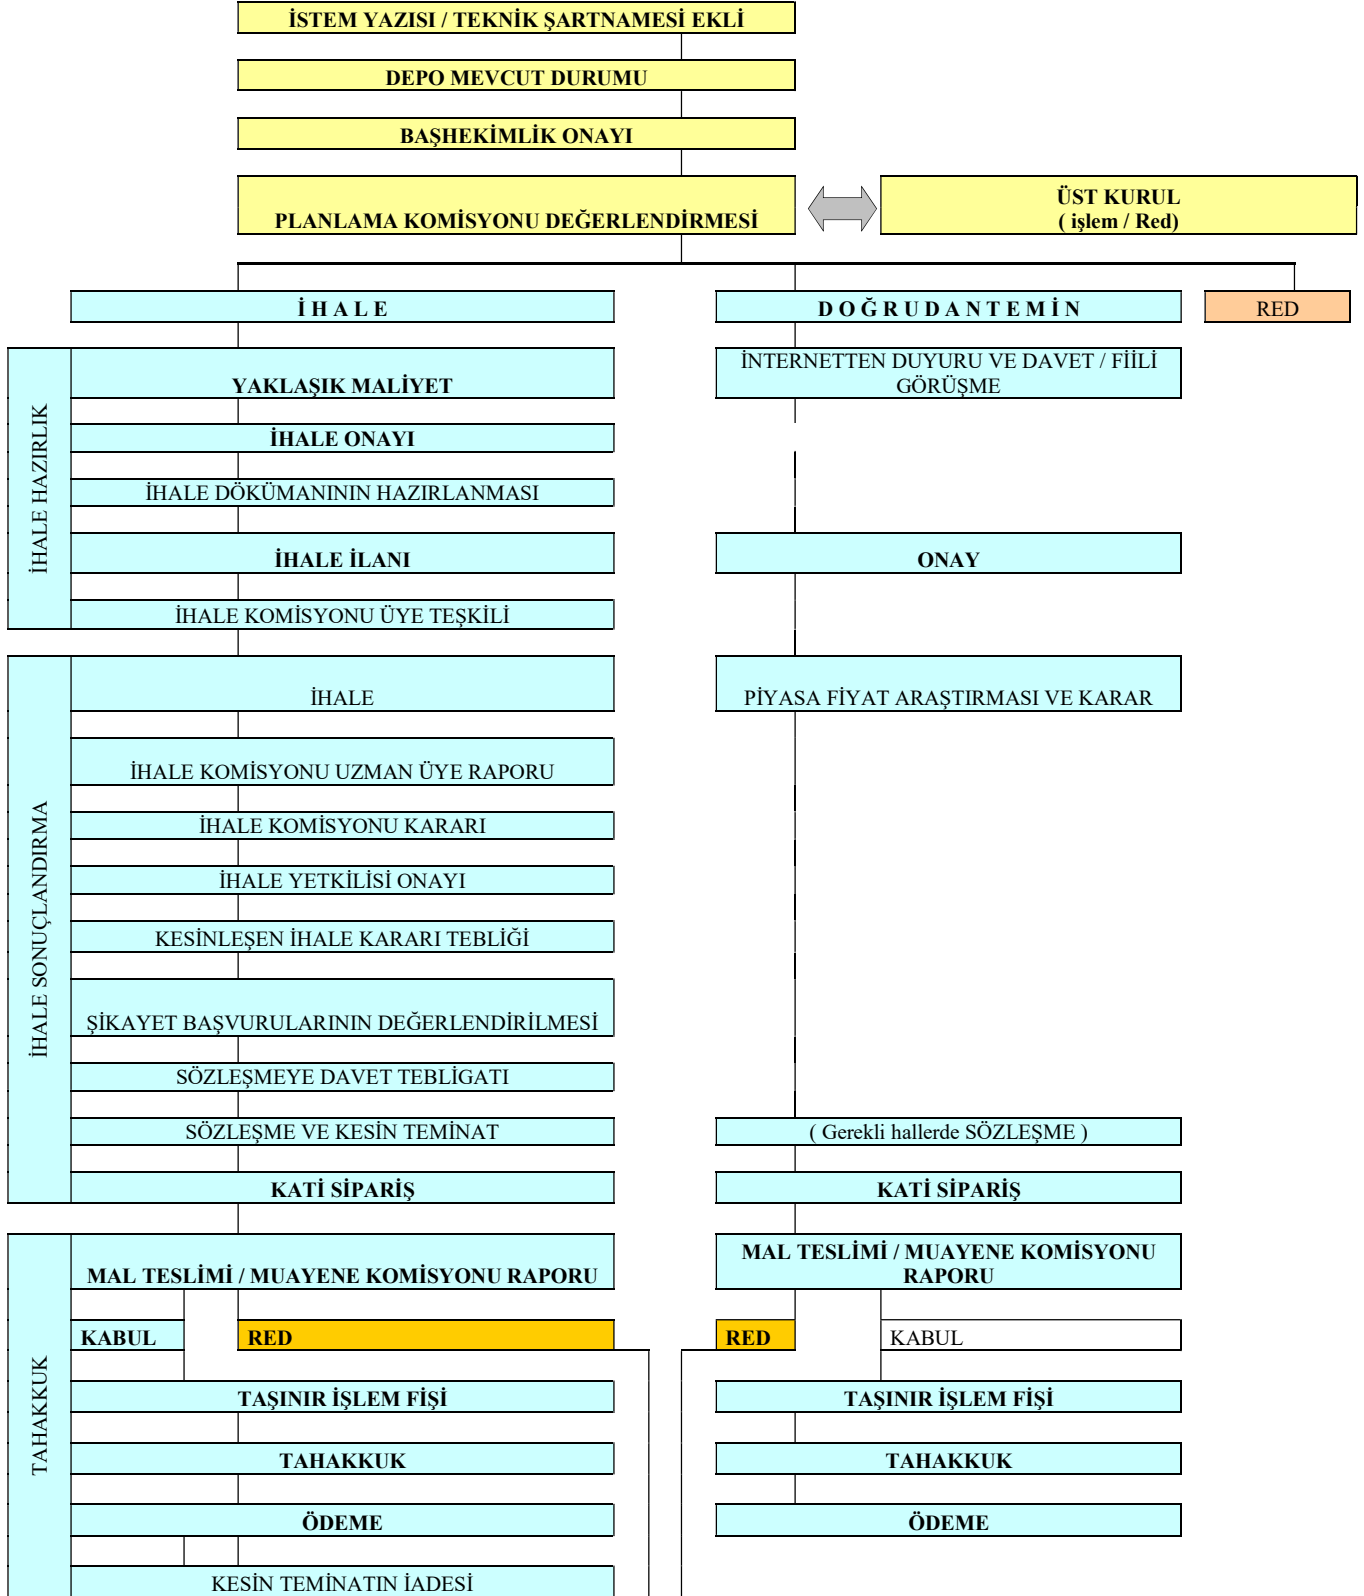 İSTEM YAZISI / TEKNİK ŞARTNAMESİ EKLİ
DEPO MEVCUT DURUMU
BAŞHEKİMLİK ONAYI
PLANLAMA KOMİSYONU DEĞERLENDİRMESİ
ÜST KURUL
( işlem / Red)
İ H A L E
D O Ğ R U D A N T E M İ N
RED
İHALE HAZIRLIK
YAKLAŞIK MALİYET
İNTERNETTEN DUYURU VE DAVET / FİİLİ
GÖRÜŞME
İHALE ONAYI
İHALE DÖKÜMANININ HAZIRLANMASI
İHALE İLANI
ONAY
İHALE KOMİSYONU ÜYE TEŞKİLİ
İHALE SONUÇLANDIRMA
İHALE
PİYASA FİYAT ARAŞTIRMASI VE KARAR
İHALE KOMİSYONU UZMAN ÜYE RAPORU
İHALE KOMİSYONU KARARI
İHALE YETKİLİSİ ONAYI
KESİNLEŞEN İHALE KARARI TEBLİĞİ
ŞİKAYET BAŞVURULARININ DEĞERLENDİRİLMESİ
SÖZLEŞMEYE DAVET TEBLİGATI
SÖZLEŞME VE KESİN TEMİNAT
( Gerekli hallerde SÖZLEŞME )
KATİ SİPARİŞ
KATİ SİPARİŞ
TAHAKKUK
MAL TESLİMİ / MUAYENE KOMİSYONU RAPORU
MAL TESLİMİ / MUAYENE KOMİSYONU
RAPORU
KABUL
RED
RED
KABUL
TAŞINIR İŞLEM FİŞİ
TAŞINIR İŞLEM FİŞİ
TAHAKKUK
TAHAKKUK
ÖDEME
ÖDEME
KESİN TEMİNATIN İADESİ